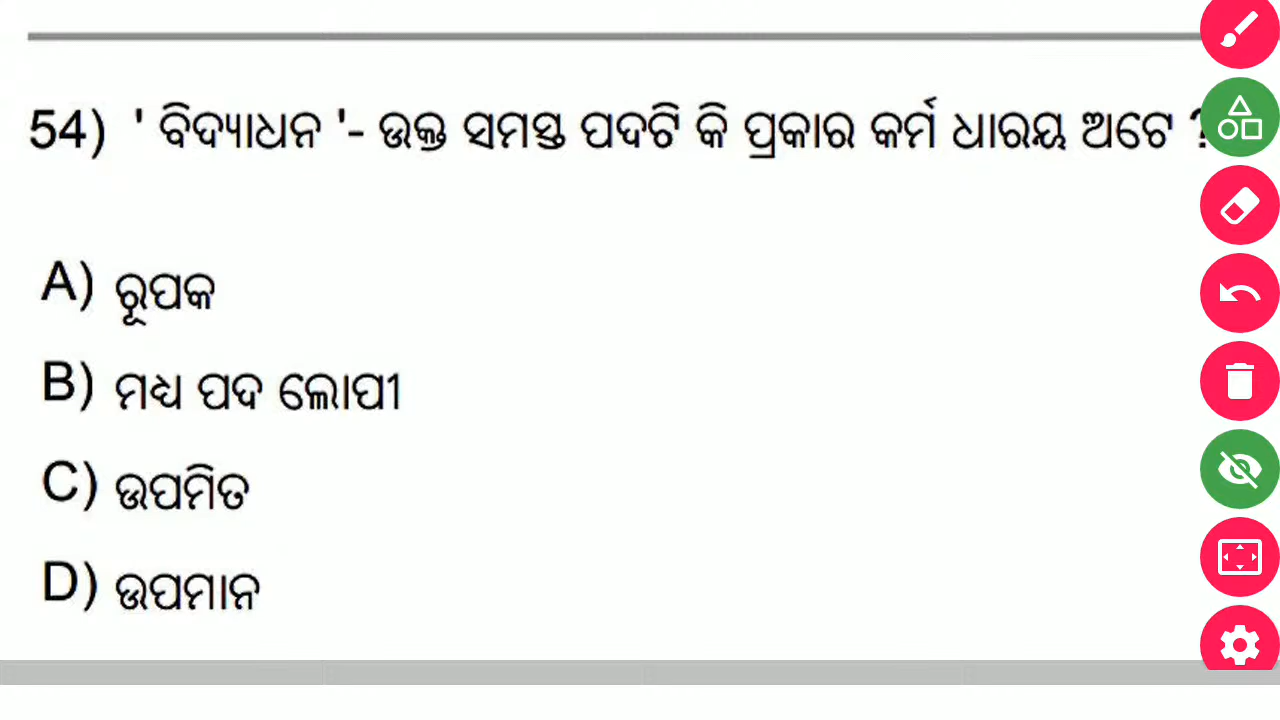 54) ' ବିଦ୍ୟାଧନ '- ଉକ୍ତ ସମସ୍ତ ପଦଟି କି ପ୍ରକାର କର୍ମ ଧାରୟ ଅଟେ ?
A) ରୂପକ
B) ମଧ୍ୟ ପଦ ଲୋପୀ
C) ଉପମିତ
D) ଉପମାନ